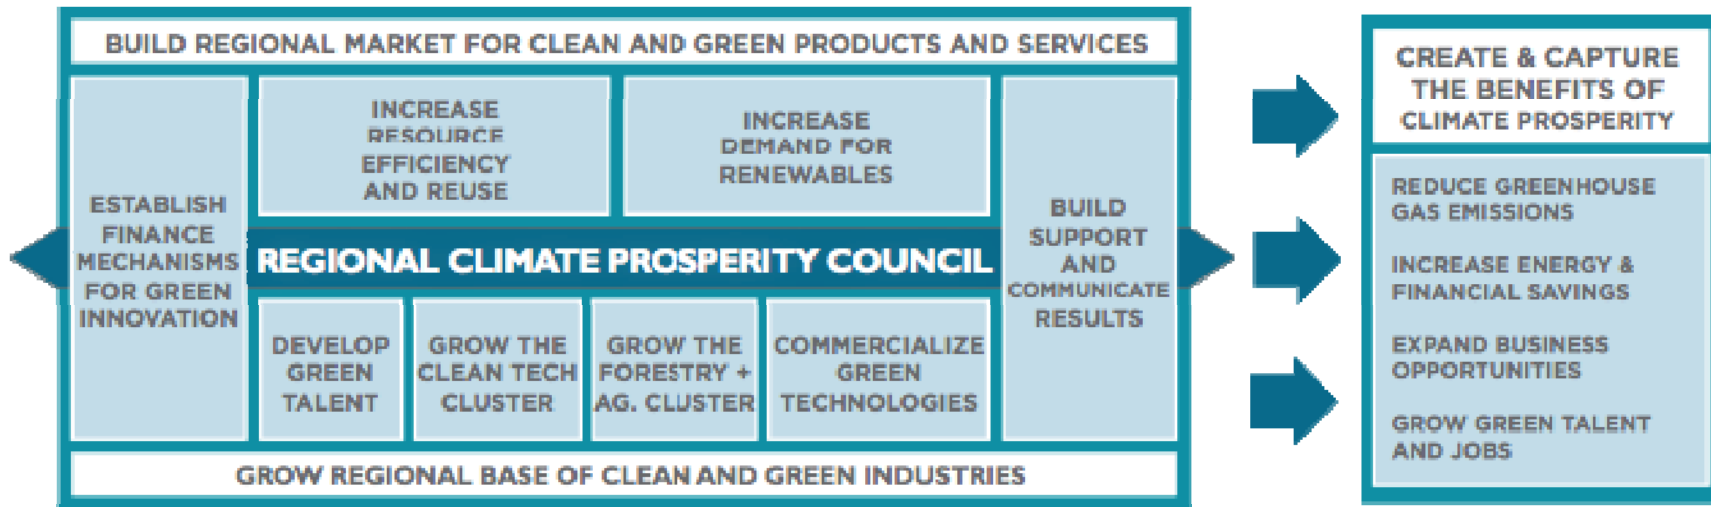 BUILD REGIONAL MARKET FOR CLEAN AND GREEN PRODUCTS AND SERVICES
ESTABLISH
FINANCE
MECHANISMS
FOR GREEN
INNOVATION
INCREASE
RESOURCE
EFFICIENCY
AND REUSE
INCREASE
DEMAND FOR
RENEWABLES
BUILD
SUPPORT
AND
COMMUNICATE
RESULTS
REGIONAL CLIMATE PROSPERITY COUNCIL
DEVELOP
GREEN
TALENT
GROW THE
CLEAN TECH
CLUSTER
GROW THE
FORESTRY +
AG. CLUSTER
COMMERCIALIZE
GREEN
TECHNOLOGIES
GROW REGIONAL BASE OF CLEAN AND GREEN INDUSTRIES
CREATE & CAPTURE
THE BENEFITS OF
CLIMATE PROSPERITY
REDUCE GREENHOUSE
GAS EMISSIONS
INCREASE ENERGY &
FINANCIAL SAVINGS
EXPAND BUSINESS
OPPORTUNITIES
GROW GREEN TALENT
AND JOBS